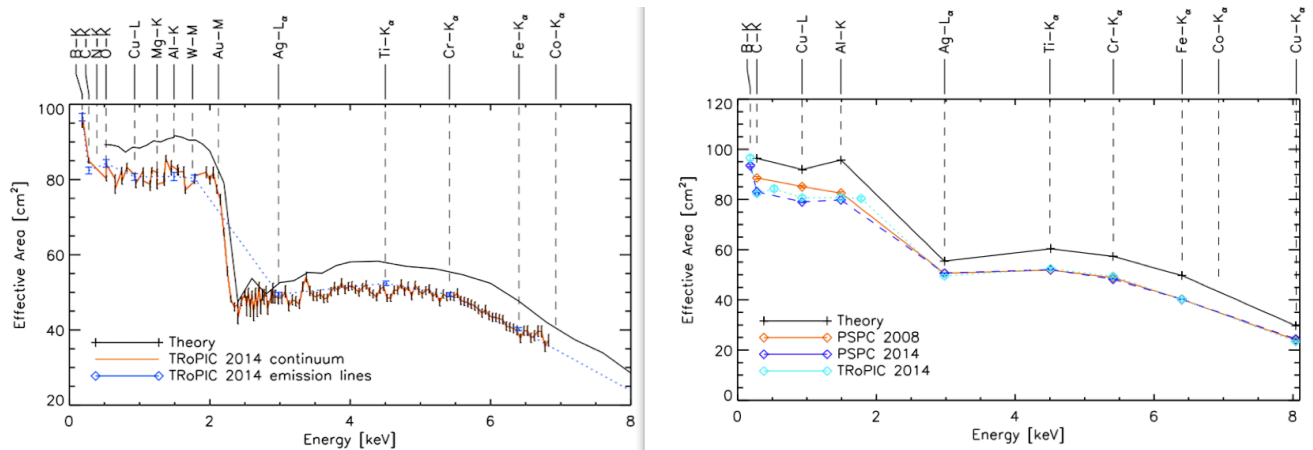 B–K
C–K
N–K
O–K
Cu–L
Mg–K
Al–K
W–M
Au–M
Ag–Lα
Ti–Kα
Cr–Kα
Fe–Kα
Co–Kα
Effective Area [cm²]
100
80
60
40
20
Theory
TRoPIC 2014 continuum
TRoPIC 2014 emission lines
0
2
4
6
8
Energy [keV]
B–K
C–K
Cu–L
Al–K
Ag–Lα
Ti–Kα
Cr–Kα
Fe–Kα
Co–Kα
Cu–Kα
Effective Area [cm²]
120
100
80
60
40
20
0
Theory
PSPC 2008
PSPC 2014
TRoPIC 2014
0
2
4
6
8
Energy [keV]